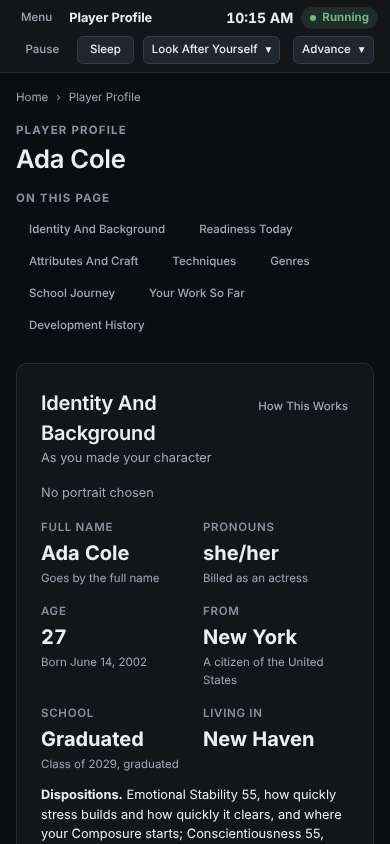 Menu Player Profile 10:15 AM Running
Pause Sleep Look After Yourself ▾ Advance ▾
Home › Player Profile
PLAYER PROFILE
Ada Cole
ON THIS PAGE
Identity And Background Readiness Today
Attributes And Craft Techniques Genres
School Journey Your Work So Far
Development History
Identity And How This Works
Background
As you made your character
No portrait chosen
FULL NAME PRONOUNS
Ada Cole she/her
Goes by the full name Billed as an actress
AGE FROM
27 New York
Born June 14, 2002 A citizen of the United
States
SCHOOL LIVING IN
Graduated New Haven
Class of 2029, graduated
Dispositions. Emotional Stability 55, how quickly
stress builds and how quickly it clears, and where
your Composure starts; Conscientiousness 55,